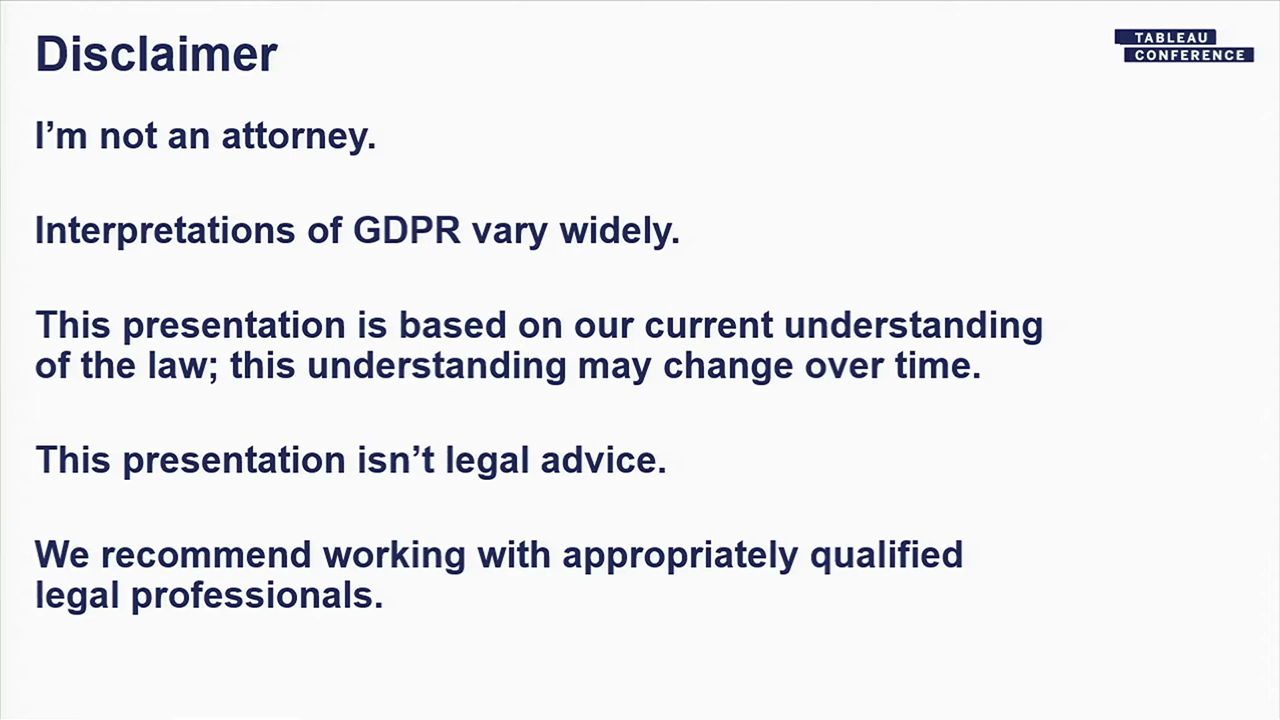 Disclaimer
TABLEAU
CONFERENCE
I’m not an attorney.
Interpretations of GDPR vary widely.
This presentation is based on our current understanding
of the law; this understanding may change over time.
This presentation isn’t legal advice.
We recommend working with appropriately qualified
legal professionals.